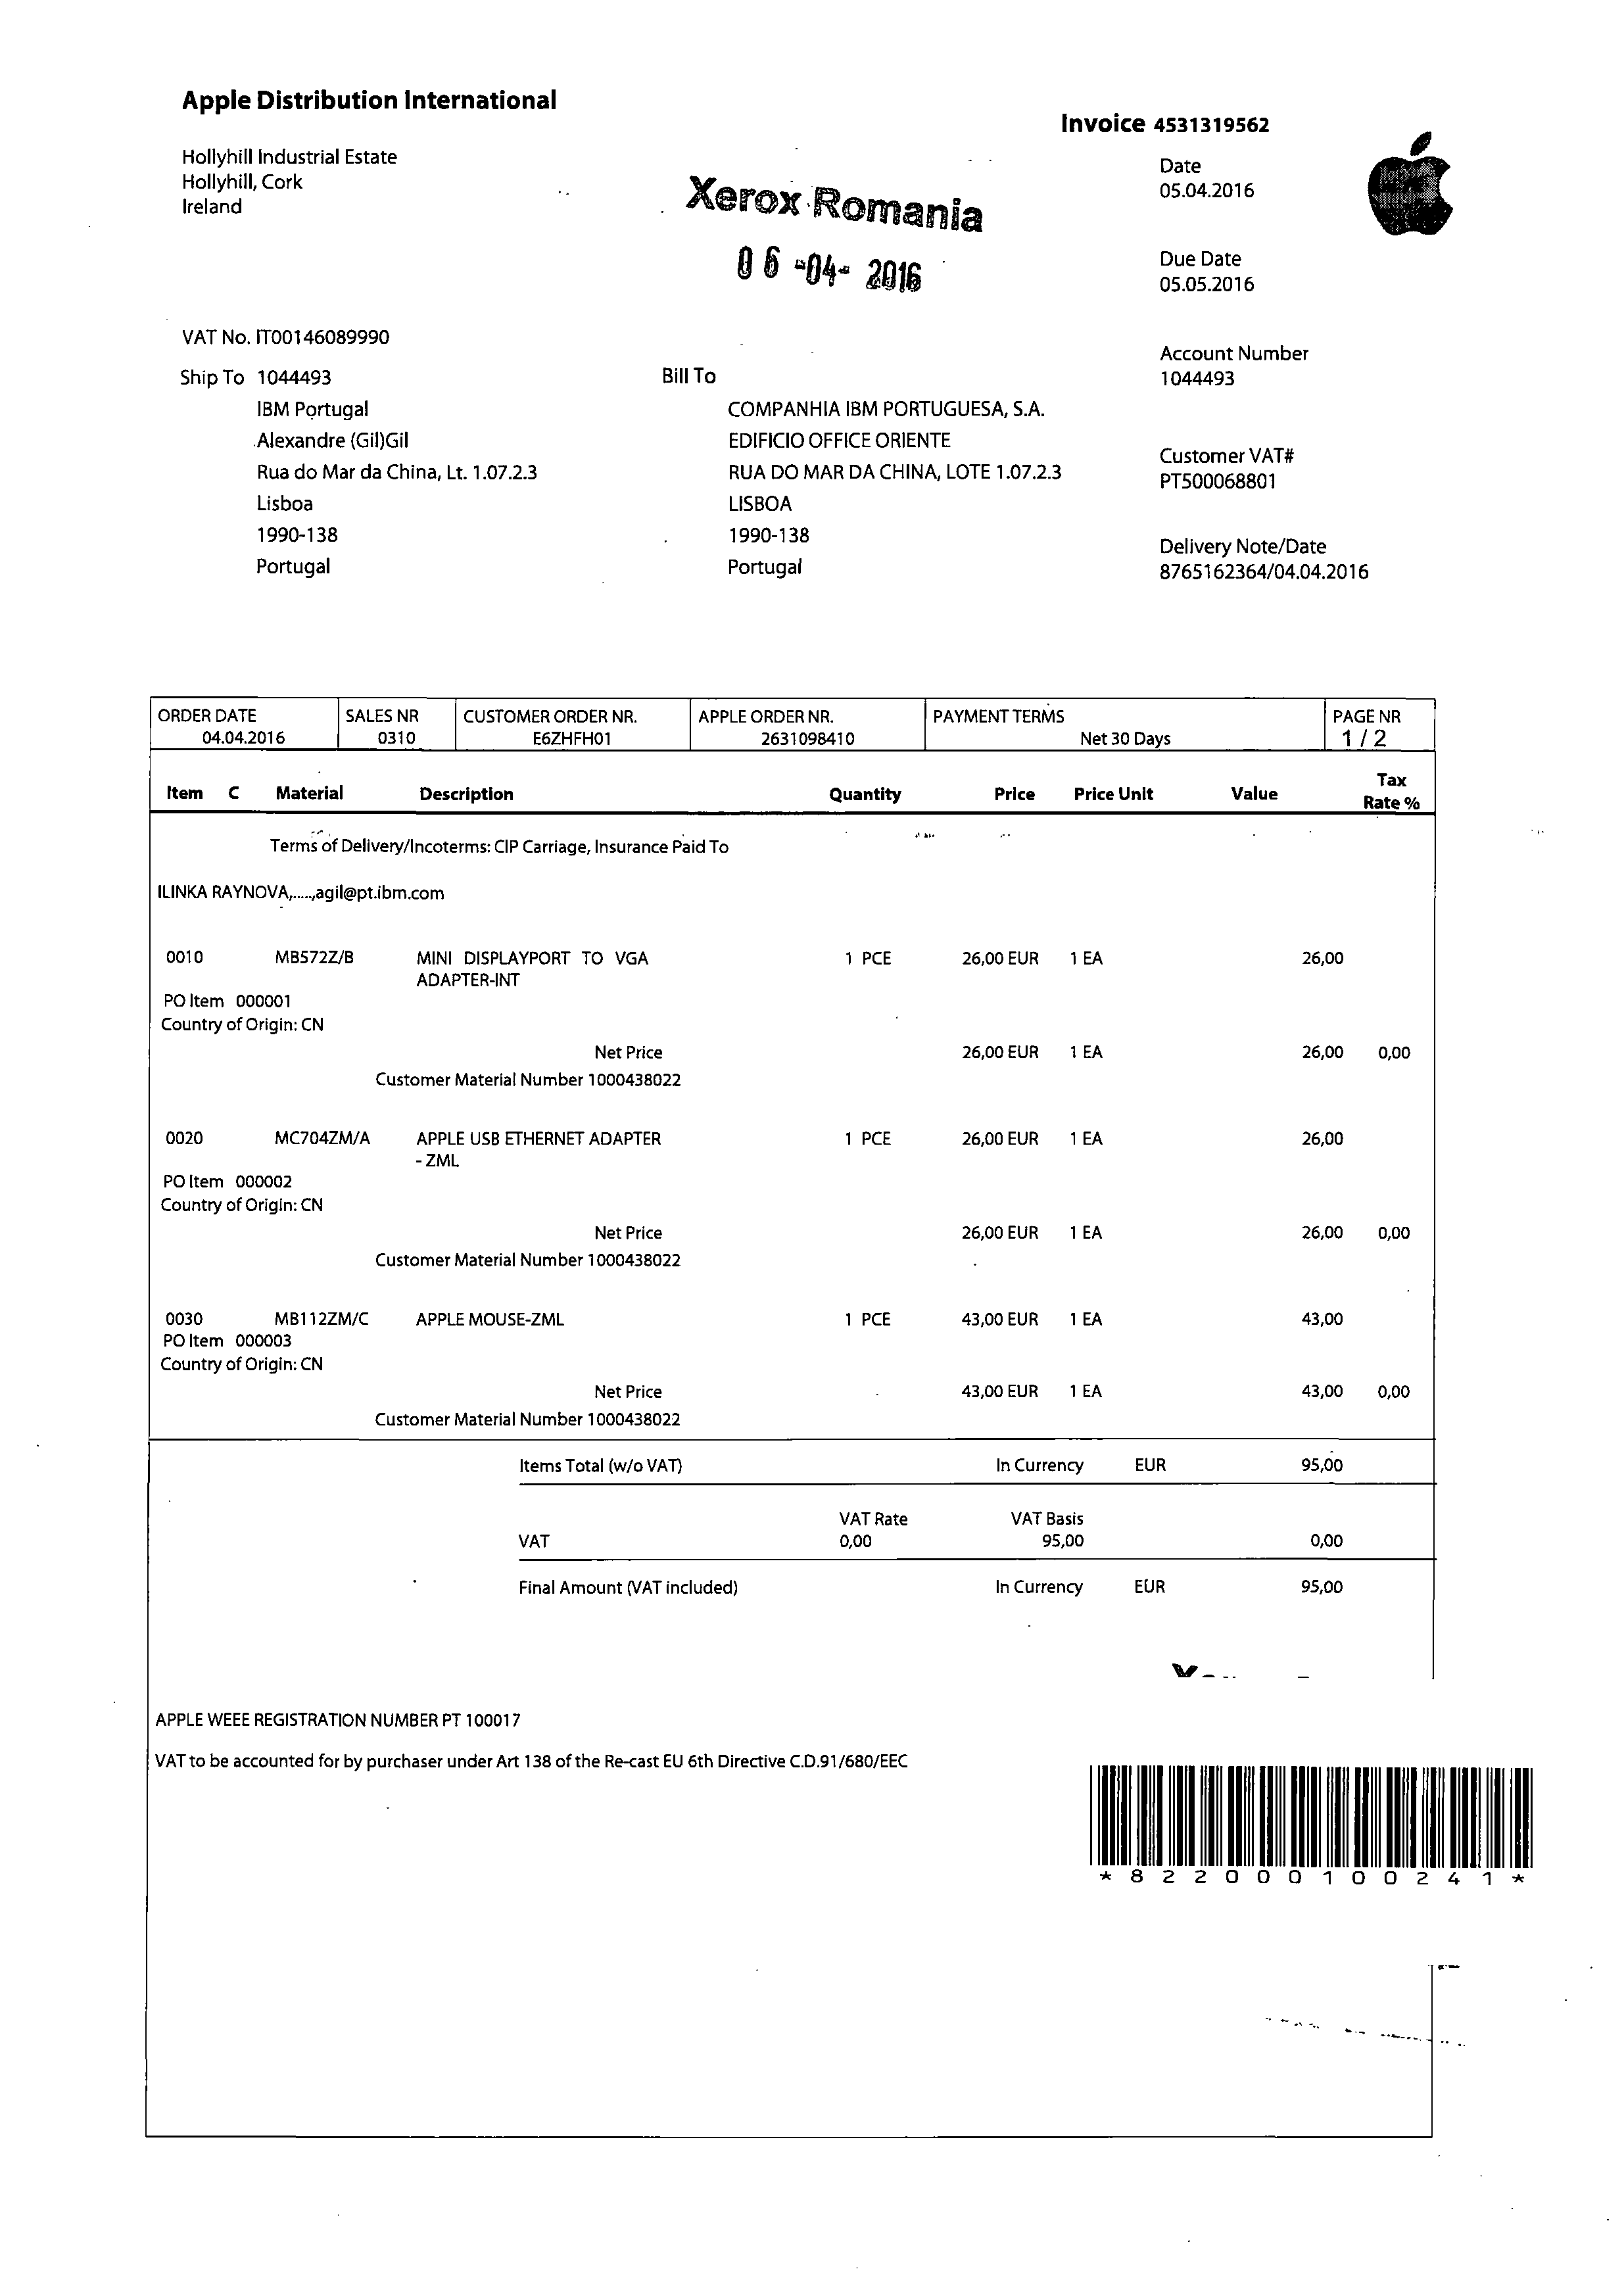 Apple Distribution International
Hollyhill Industrial Estate
Hollyhill, Cork
Ireland
Invoice 4531319562
Date
05.04.2016
Xerox Romania
06 -04- 2016
Due Date
05.05.2016
VAT No. IT00146089990
Account Number
1044493
Ship To 1044493
IBM Portugal
Alexandre (Gil)Gil
Rua do Mar da China, Lt. 1.07.2.3
Lisboa
1990-138
Portugal
Bill To
COMPANHIA IBM PORTUGUESA, S.A.
EDIFICIO OFFICE ORIENTE
RUA DO MAR DA CHINA, LOTE 1.07.2.3
LISBOA
1990-138
Portugal
Customer VAT#
PT500068801
Delivery Note/Date
8765162364/04.04.2016
ORDER DATE SALES NR CUSTOMER ORDER NR. APPLE ORDER NR. PAYMENT TERMS PAGE NR
04.04.2016 0310 E6ZHFH01 2631098410 Net 30 Days 1 / 2
Item C Material Description Quantity Price Price Unit Value Tax Rate %
Terms of Delivery/Incoterms: CIP Carriage, Insurance Paid To
ILINKA RAYNOVA,.....,agil@pt.ibm.com
0010 MB572Z/B MINI DISPLAYPORT TO VGA 1 PCE 26,00 EUR 1 EA 26,00
ADAPTER-INT
PO Item 000001
Country of Origin: CN
Net Price 26,00 EUR 1 EA 26,00 0,00
Customer Material Number 1000438022
0020 MC704ZM/A APPLE USB ETHERNET ADAPTER 1 PCE 26,00 EUR 1 EA 26,00
- ZML
PO Item 000002
Country of Origin: CN
Net Price 26,00 EUR 1 EA 26,00 0,00
Customer Material Number 1000438022
0030 MB112ZM/C APPLE MOUSE-ZML 1 PCE 43,00 EUR 1 EA 43,00
PO Item 000003
Country of Origin: CN
Net Price 43,00 EUR 1 EA 43,00 0,00
Customer Material Number 1000438022
Items Total (w/o VAT) In Currency EUR 95,00
VAT Rate VAT Basis
VAT 0,00 95,00 0,00
Final Amount (VAT included) In Currency EUR 95,00
APPLE WEEE REGISTRATION NUMBER PT 100017
VAT to be accounted for by purchaser under Art 138 of the Re-cast EU 6th Directive C.D.91/680/EEC
*822000100241*